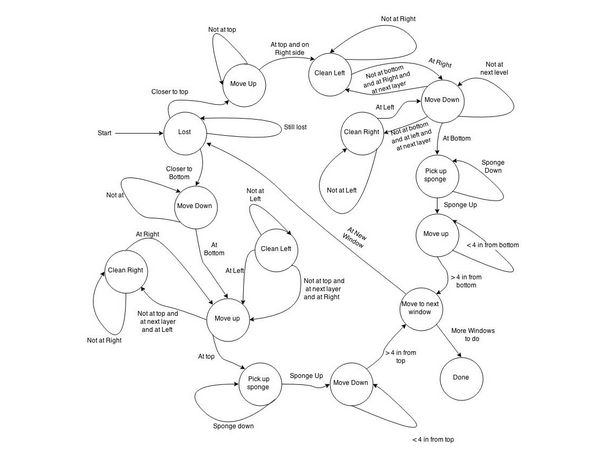 Not at Right
Not at top
At top and on
Right side
At Right
Not at
next level
Clean Left
Not at bottom
and at Right and
at next layer
Move Up
Closer to top
Move Down
At Left
Start
Lost
Still lost
Clean Right
Not at bottom
and at left and
at next layer
At Bottom
Closer to
Bottom
Pick up
sponge
Sponge
Down
Not at
Not at
Left
Not at Left
Sponge Up
Move Down
At New
Window
Move up
< 4 in from bottom
At Right
At
Bottom
Clean Left
Clean Right
At Left
> 4 in from
bottom
Not at top and
at next layer
and at Right
Not at top and
at next layer
and at Left
Move up
Move to next
window
Not at Right
More Windows
to do
At top
> 4 in from
top
Pick up
sponge
Sponge Up
Move Down
Done
Sponge down
< 4 in from top